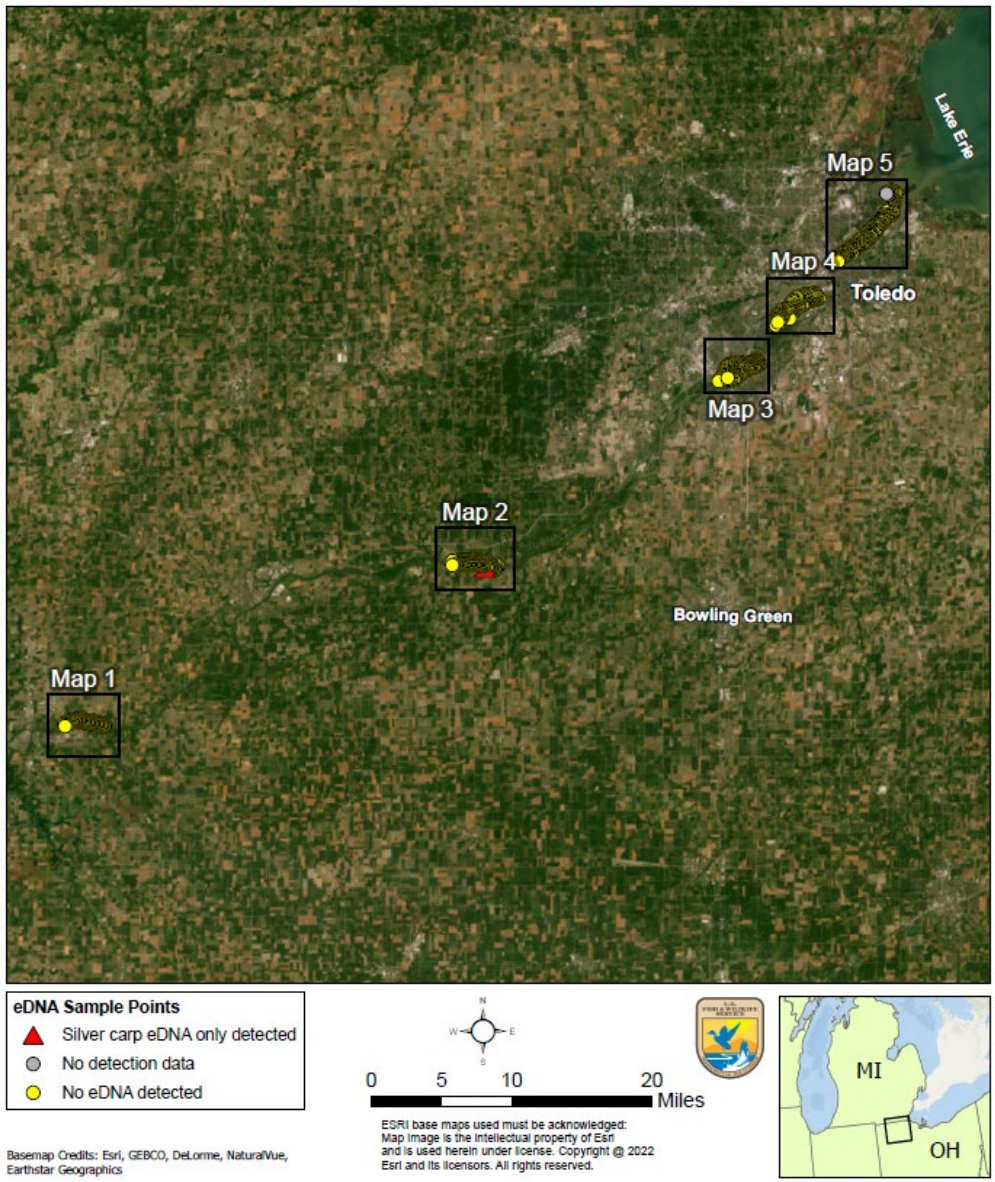 Lake Erie
Map 5
Map 4
Toledo
Map 3
Map 2
Bowling Green
Map 1
eDNA Sample Points
Silver carp eDNA only detected
No detection data
No eDNA detected
Basemap Credits: Esri, GEBCO, DeLorme, NaturalVue,
Earthstar Geographics
N
W E
S
0 5 10 20
Miles
ESRI base maps used must be acknowledged:
Map image is the intellectual property of Esri
and is used herein under license. Copyright @ 2022
Esri and its licensors. All rights reserved.
U.S.
FISH & WILDLIFE
SERVICE
MI
OH